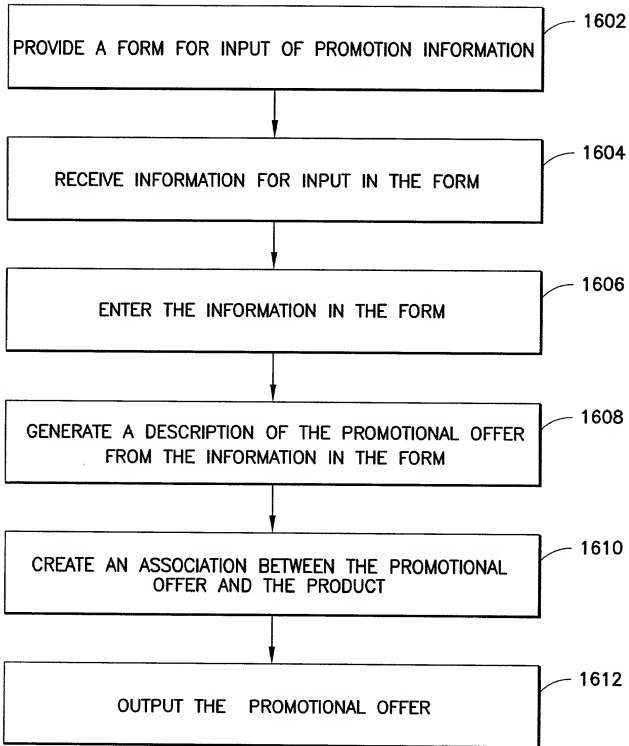 PROVIDE A FORM FOR INPUT OF PROMOTION INFORMATION
1602
RECEIVE INFORMATION FOR INPUT IN THE FORM
1604
ENTER THE INFORMATION IN THE FORM
1606
GENERATE A DESCRIPTION OF THE PROMOTIONAL OFFER
FROM THE INFORMATION IN THE FORM
1608
CREATE AN ASSOCIATION BETWEEN THE PROMOTIONAL
OFFER AND THE PRODUCT
1610
OUTPUT THE PROMOTIONAL OFFER
1612